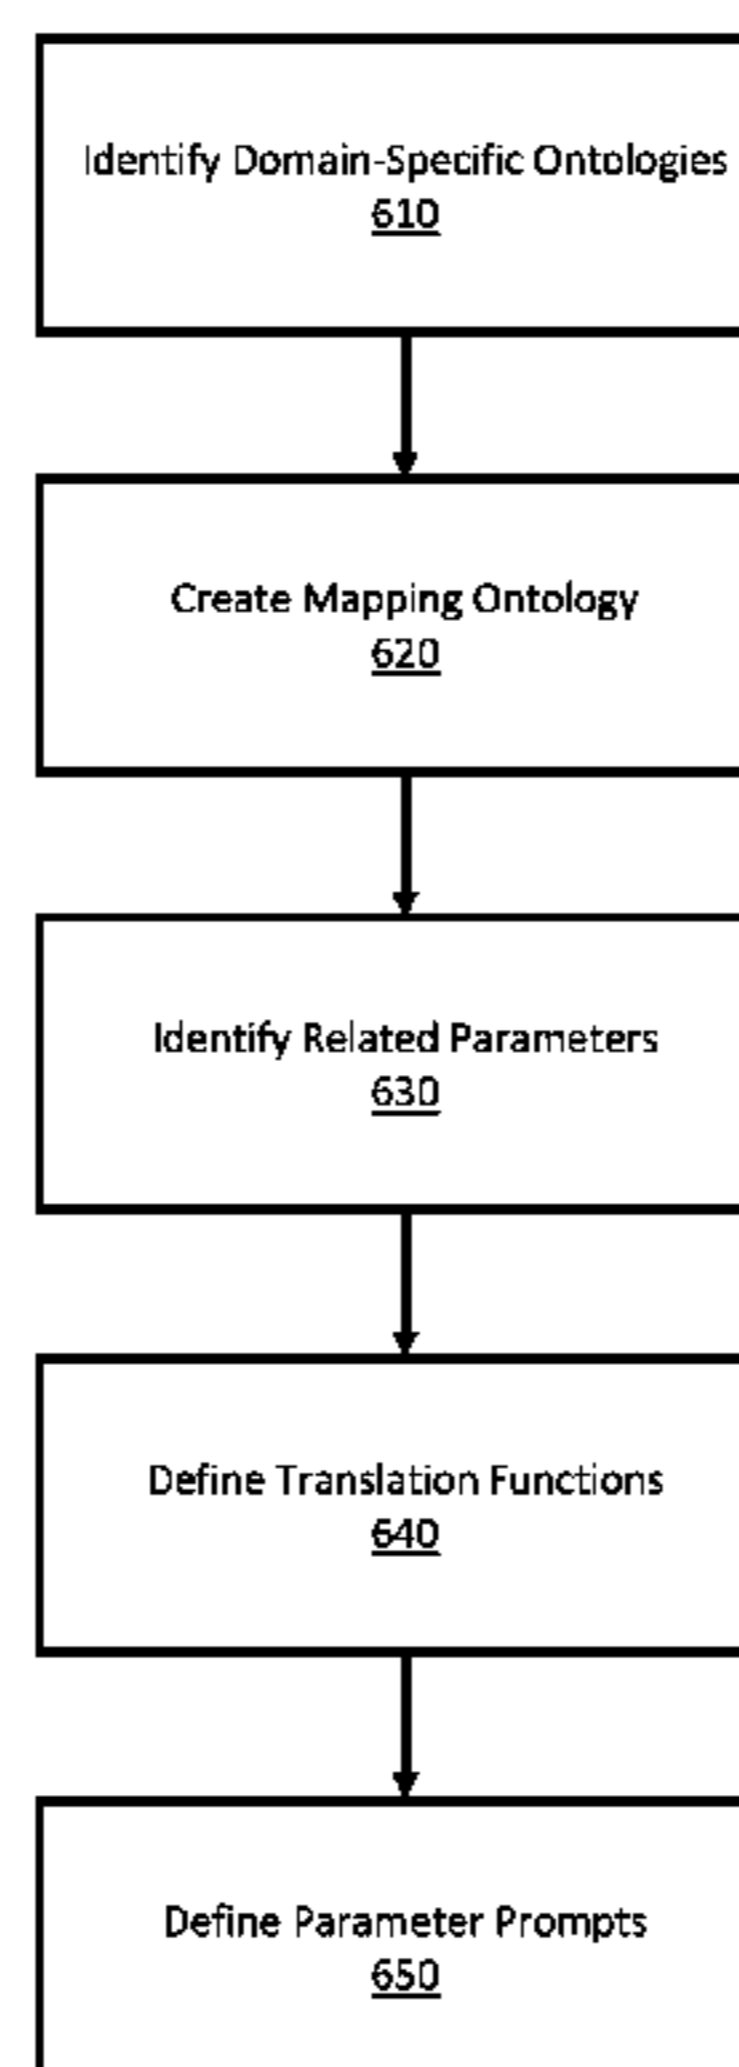 Identify Domain-Specific Ontologies
610
Create Mapping Ontology
620
Identify Related Parameters
630
Define Translation Functions
640
Define Parameter Prompts
650